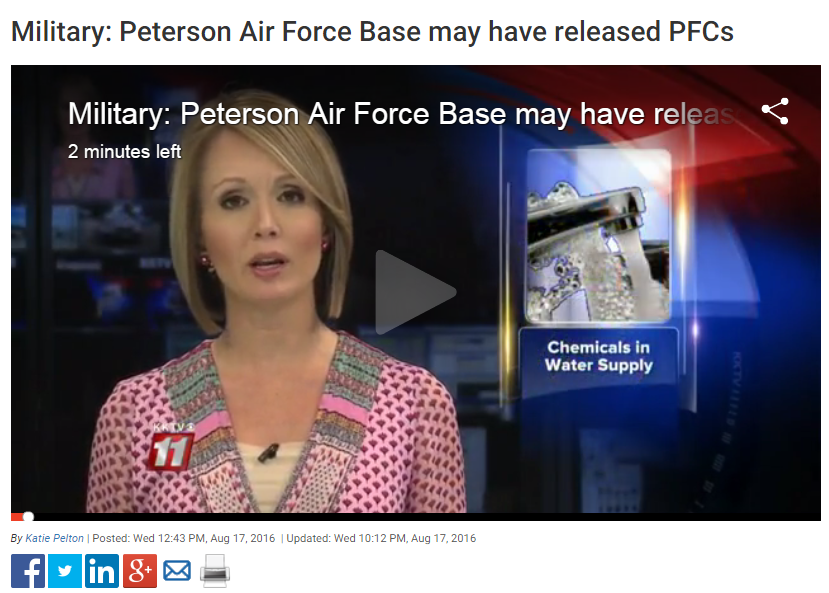 Military: Peterson Air Force Base may have released PFCs
Military: Peterson Air Force Base may have releas
2 minutes left
Chemicals in
Water Supply
KKTV
11
By Katie Pelton | Posted: Wed 12:43 PM, Aug 17, 2016 | Updated: Wed 10:12 PM, Aug 17, 2016
f
in
g+